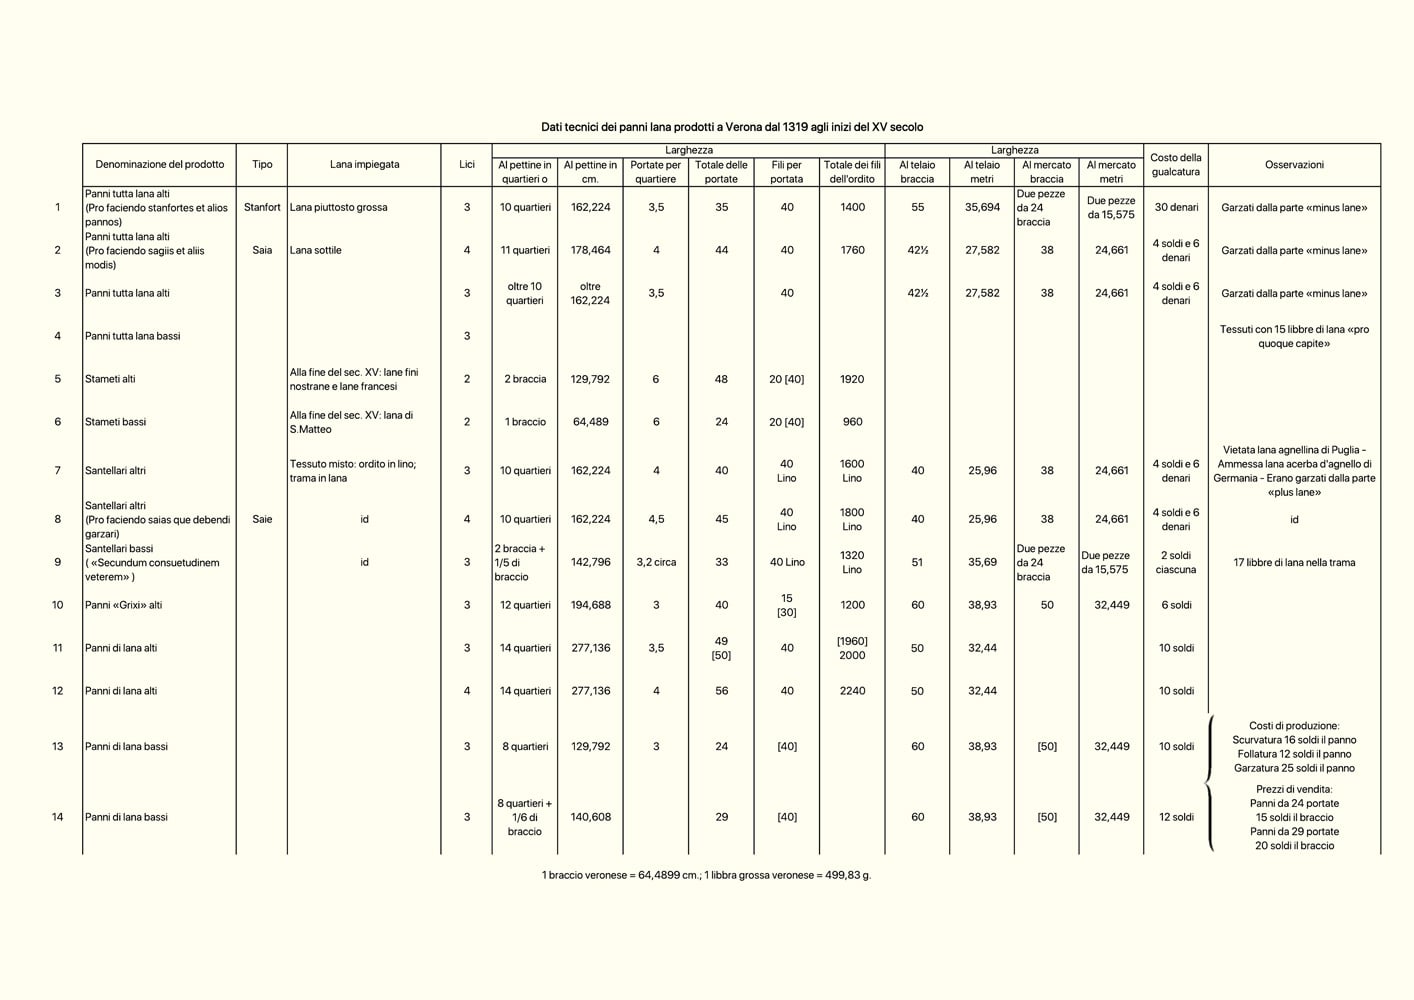 Dati tecnici dei panni lana prodotti a Verona dal 1319 agli inizi del XV secolo
Denominazione del prodotto Tipo Lana impiegata Lici Larghezza Larghezza Costo della gualcatura Osservazioni
Al pettine in quartieri o Al pettine in cm. Portate per quartiere Totale delle portate Fili per portata Totale dei fili dell'ordito Al telaio braccia Al telaio metri Al mercato braccia Al mercato metri
1 Panni tutta lana alti (Pro faciendo stanfortes et alios pannos) Stanfort Lana piuttosto grossa 3 10 quartieri 162,224 3,5 35 40 1400 55 35,694 Due pezze da 24 braccia Due pezze da 15,575 30 denari Garzati dalla parte «minus lane»
2 Panni tutta lana alti (Pro faciendo sagiis et aliis modis) Saia Lana sottile 4 11 quartieri 178,464 4 44 40 1760 42½ 27,582 38 24,661 4 soldi e 6 denari Garzati dalla parte «minus lane»
3 Panni tutta lana alti 3 oltre 10 quartieri oltre 162,224 3,5 40 42½ 27,582 38 24,661 4 soldi e 6 denari Garzati dalla parte «minus lane»
4 Panni tutta lana bassi 3 Tessuti con 15 libbre di lana «pro quoque capite»
5 Stameti alti Alla fine del sec. XV: lane fini nostrane e lane francesi 2 2 braccia 129,792 6 48 20 [40] 1920
6 Stameti bassi Alla fine del sec. XV: lana di S.Matteo 2 1 braccio 64,489 6 24 20 [40] 960
7 Santellari altri Tessuto misto: ordito in lino; trama in lana 3 10 quartieri 162,224 4 40 40 Lino 1600 Lino 40 25,96 38 24,661 4 soldi e 6 denari Vietata lana agnellina di Puglia - Ammessa lana acerba d'agnello di Germania - Erano garzati dalla parte «plus lane»
8 Santellari altri (Pro faciendo saias que debendi garzari) Saie id 4 10 quartieri 162,224 4,5 45 40 Lino 1800 Lino 40 25,96 38 24,661 4 soldi e 6 denari id
9 Santellari bassi ( «Secundum consuetudinem veterem» ) id 3 2 braccia + 1/5 di braccio 142,796 3,2 circa 33 40 Lino 1320 Lino 51 35,69 Due pezze da 24 braccia Due pezze da 15,575 2 soldi ciascuna 17 libbre di lana nella trama
10 Panni «Grixi» alti 3 12 quartieri 194,688 3 40 15 [30] 1200 60 38,93 50 32,449 6 soldi
11 Panni di lana alti 3 14 quartieri 277,136 3,5 49 [50] 40 [1960] 2000 50 32,44 10 soldi
12 Panni di lana alti 4 14 quartieri 277,136 4 56 40 2240 50 32,44 10 soldi
13 Panni di lana bassi 3 8 quartieri 129,792 3 24 [40] 60 38,93 [50] 32,449 10 soldi
Costi di produzione:
Scurvatura 16 soldi il panno
Follatura 12 soldi il panno
Garzatura 25 soldi il panno
14 Panni di lana bassi 3 8 quartieri + 1/6 di braccio 140,608 29 [40] 60 38,93 [50] 32,449 12 soldi
Prezzi di vendita:
Panni da 24 portate
15 soldi il braccio
Panni da 29 portate
20 soldi il braccio
1 braccio veronese = 64,4899 cm.; 1 libbra grossa veronese = 499,83 g.